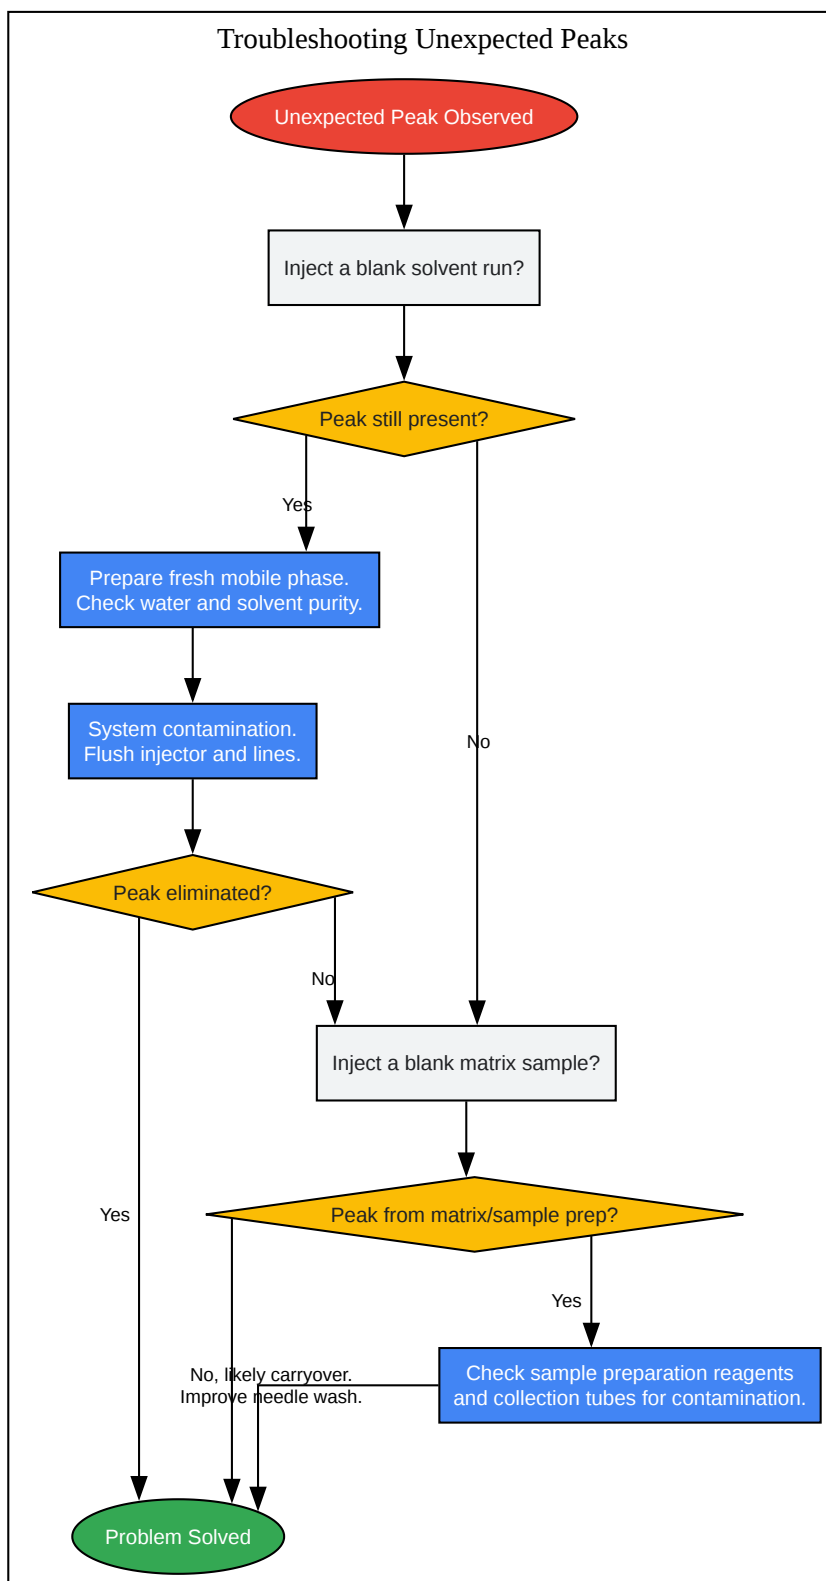 Troubleshooting Unexpected Peaks
Unexpected Peak Observed
Inject a blank solvent run?
Peak still present?
Yes
Prepare fresh mobile phase.
Check water and solvent purity.
System contamination.
Flush injector and lines.
No
Peak eliminated?
No
Inject a blank matrix sample?
Yes
Peak from matrix/sample prep?
Yes
No, likely carryover.
Improve needle wash.
Check sample preparation reagents
and collection tubes for contamination.
Problem Solved